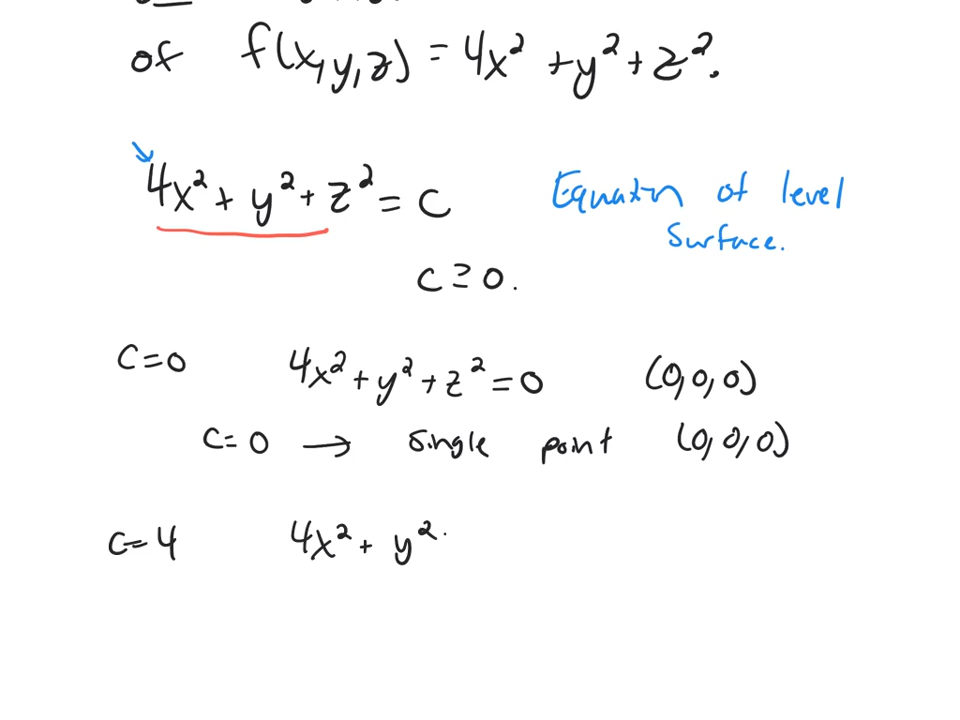 of f(x,y,z) = 4x² + y² + z².
4x² + y² + z² = c
Equation of level
surface.
c ≥ 0.
C=0 4x² + y² + z² = 0 (0,0,0)
C=0 → single point (0,0,0)
C=4 4x² + y²